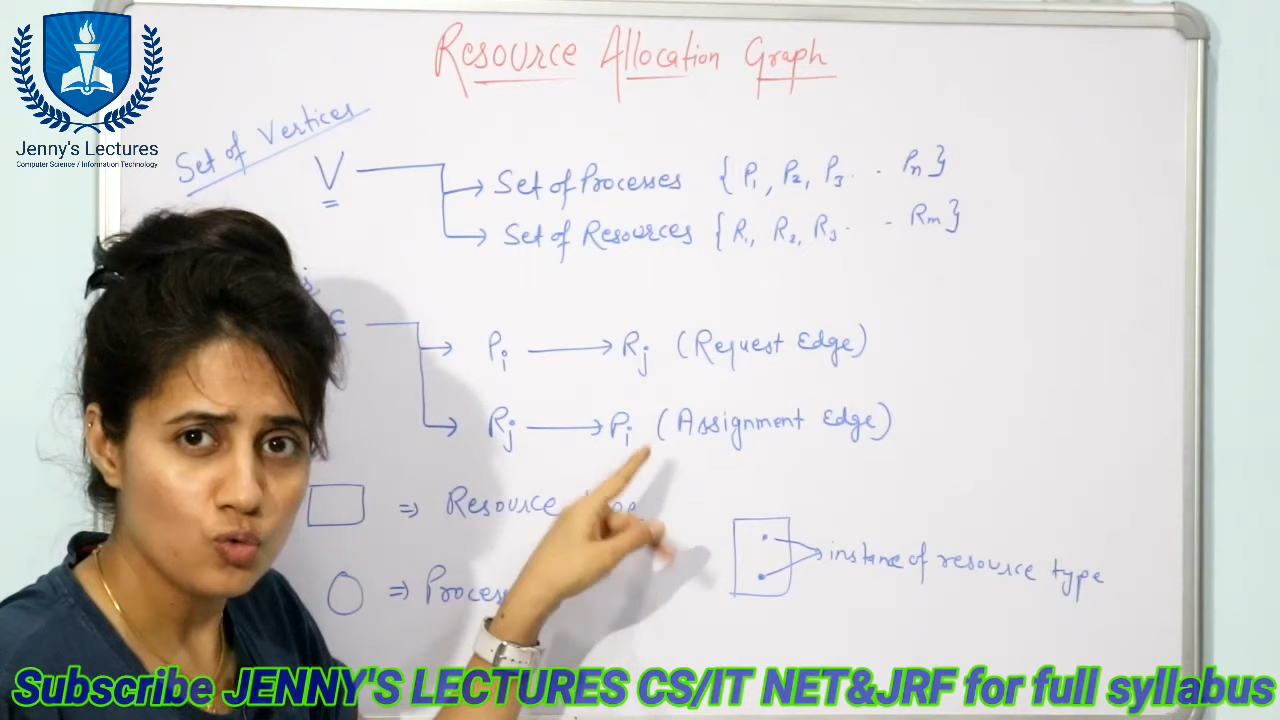 Resource Allocation Graph
Set of Vertices
V
Set of Processes { P1, P2, P3 . . Pn }
Set of Resources { R1, R2, R3 . . Rm }
E
Pi → Rj (Request Edge)
Rj → Pi (Assignment Edge)
⇒ Resource
⇒ Process
instance of resource type
Jenny's Lectures
Computer Science / Information Technology
Subscribe JENNY'S LECTURES CS/IT NET&JRF for full syllabus